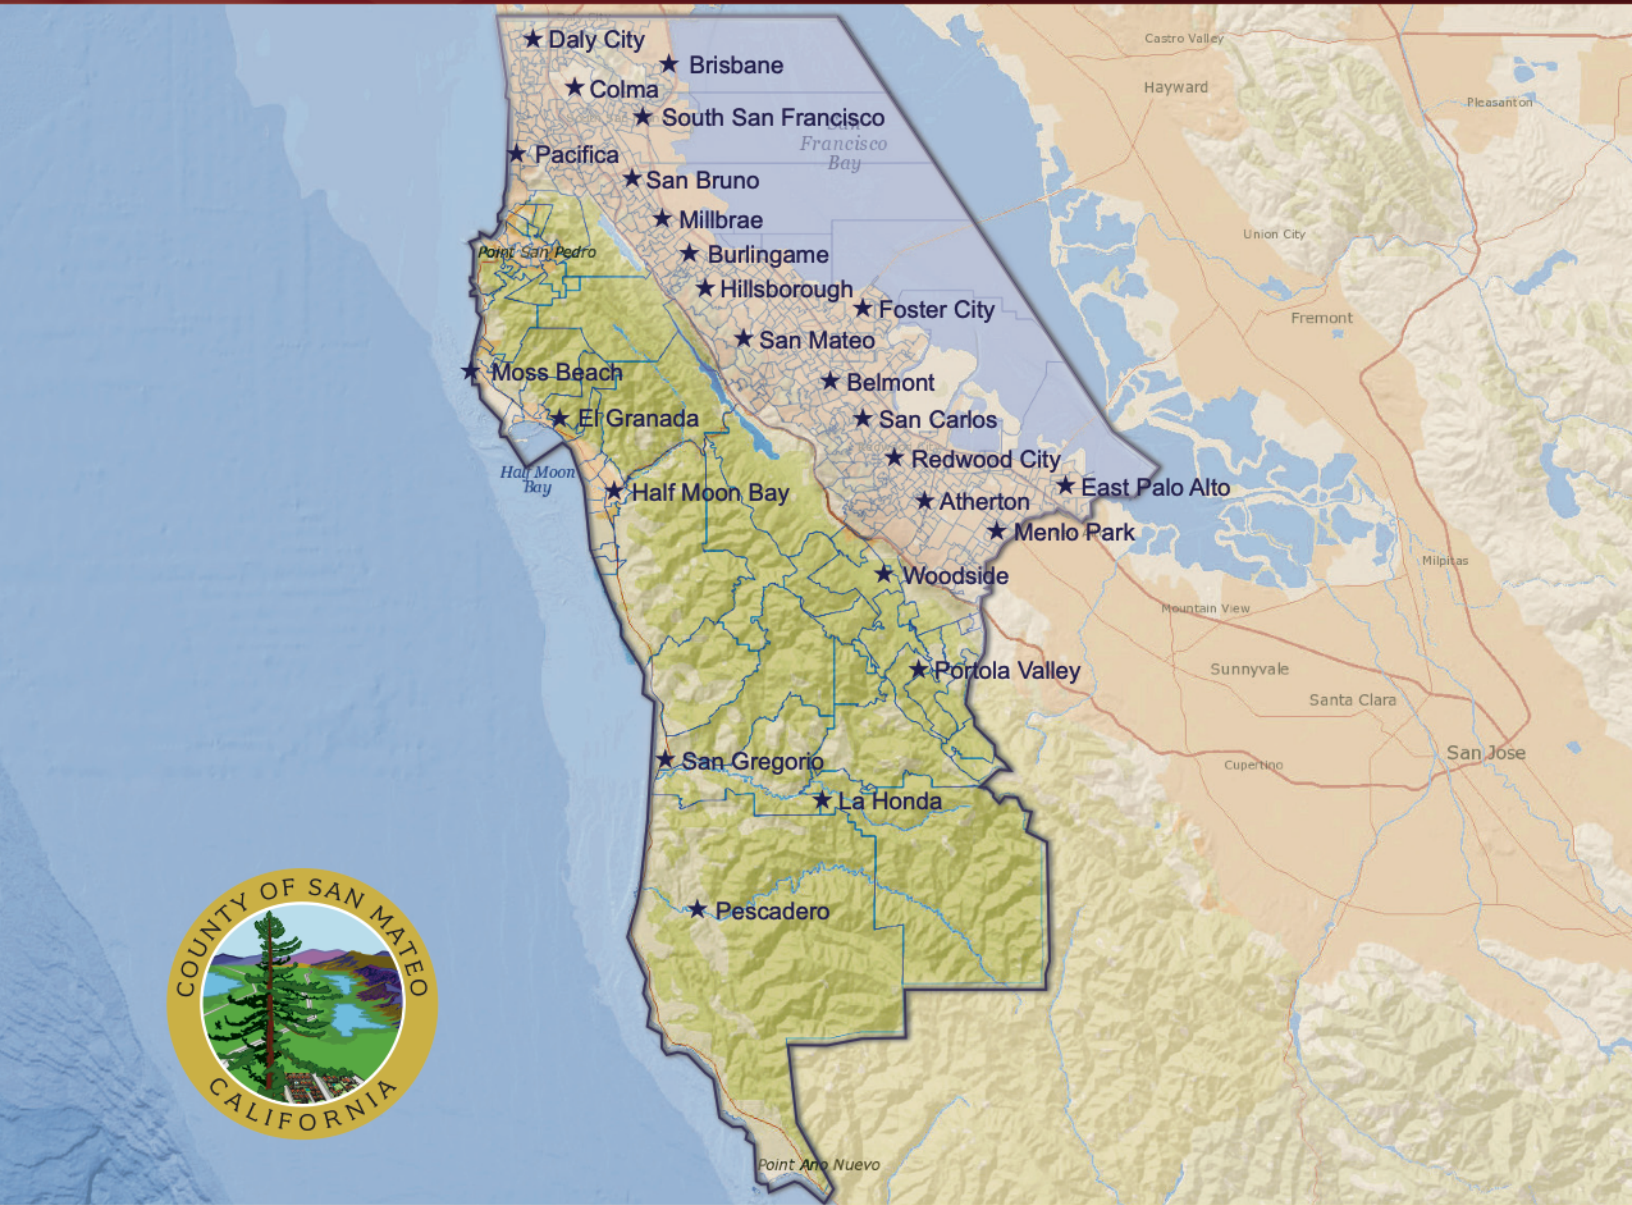 Daly City
Castro Valley
Brisbane
Hayward
Colma
Pleasanton
South San Francisco
San
Francisco
Bay
Pacifica
San Bruno
Millbrae
Union City
Point San Pedro
Burlingame
Hillsborough
Foster City
Fremont
San Mateo
Moss Beach
Belmont
El Granada
San Carlos
Redwood City
Half Moon
Bay
Half Moon Bay
East Palo Alto
Atherton
Menlo Park
Milpitas
Woodside
Mountain View
Portola Valley
Sunnyvale
Santa Clara
San Jose
San Gregorio
Cupertino
La Honda
Pescadero
COUNTY OF SAN MATEO
CALIFORNIA
Point Ano Nuevo